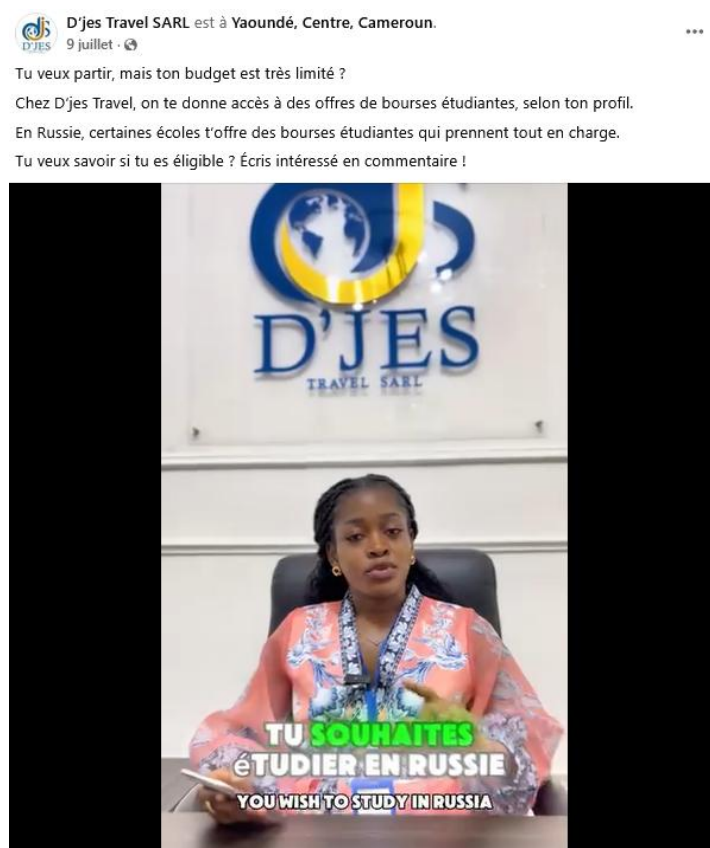 D'jes Travel SARL est à Yaoundé, Centre, Cameroun.
D'JES
9 juillet ·
Tu veux partir, mais ton budget est très limité ?
Chez D'jes Travel, on te donne accès à des offres de bourses étudiantes, selon ton profil.
En Russie, certaines écoles t'offre des bourses étudiantes qui prennent tout en charge.
Tu veux savoir si tu es éligible ? Écris intéressé en commentaire !
D'JES
TRAVEL SARL
TU SOUHAITES
éTUDIER EN RUSSIE
YOU WISH TO STUDY IN RUSSIA